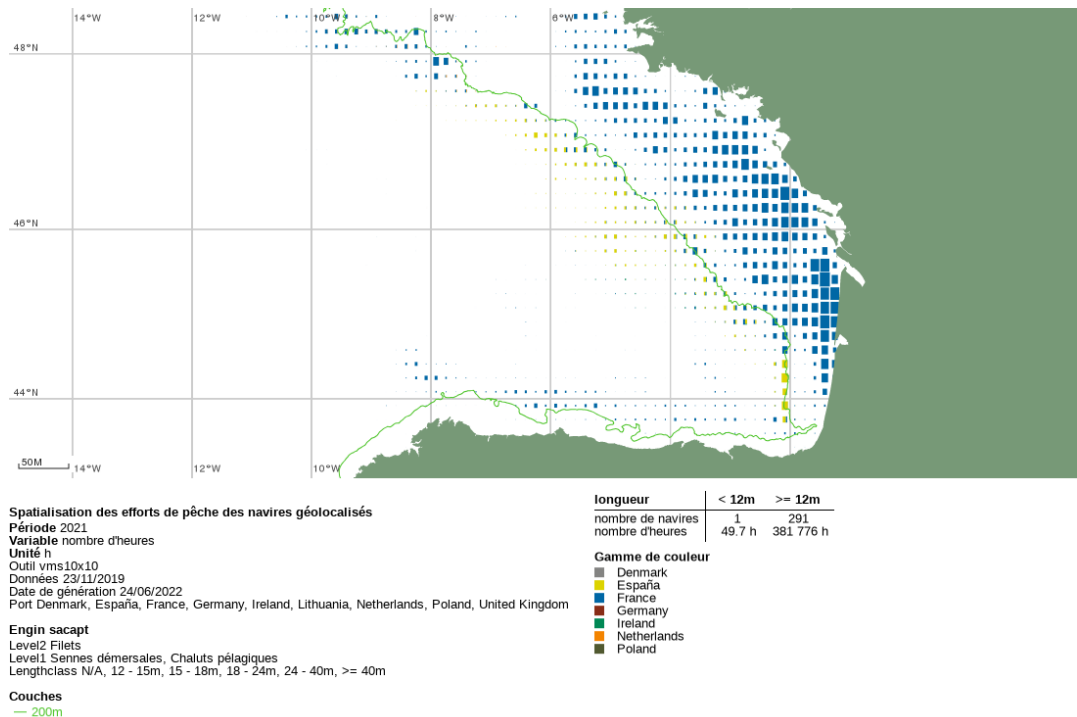 14°W 12°W 10°W 8°W 6°W
48°N
46°N
44°N
50M 14°W 12°W 10°W
Spatialisation des efforts de pêche des navires géolocalisés
Période 2021
Variable nombre d'heures
Unité h
Outil vms10x10
Données 23/11/2019
Date de génération 24/06/2022
Port Denmark, España, France, Germany, Ireland, Lithuania, Netherlands, Poland, United Kingdom
Engin sacapt
Level2 Filets
Level1 Sennes démersales, Chaluts pélagiques
Lengthclass N/A, 12 - 15m, 15 - 18m, 18 - 24m, 24 - 40m, >= 40m
Couches
200m
longueur < 12m >= 12m
nombre de navires 1 291
nombre d'heures 49.7 h 381 776 h
Gamme de couleur
Denmark
España
France
Germany
Ireland
Netherlands
Poland